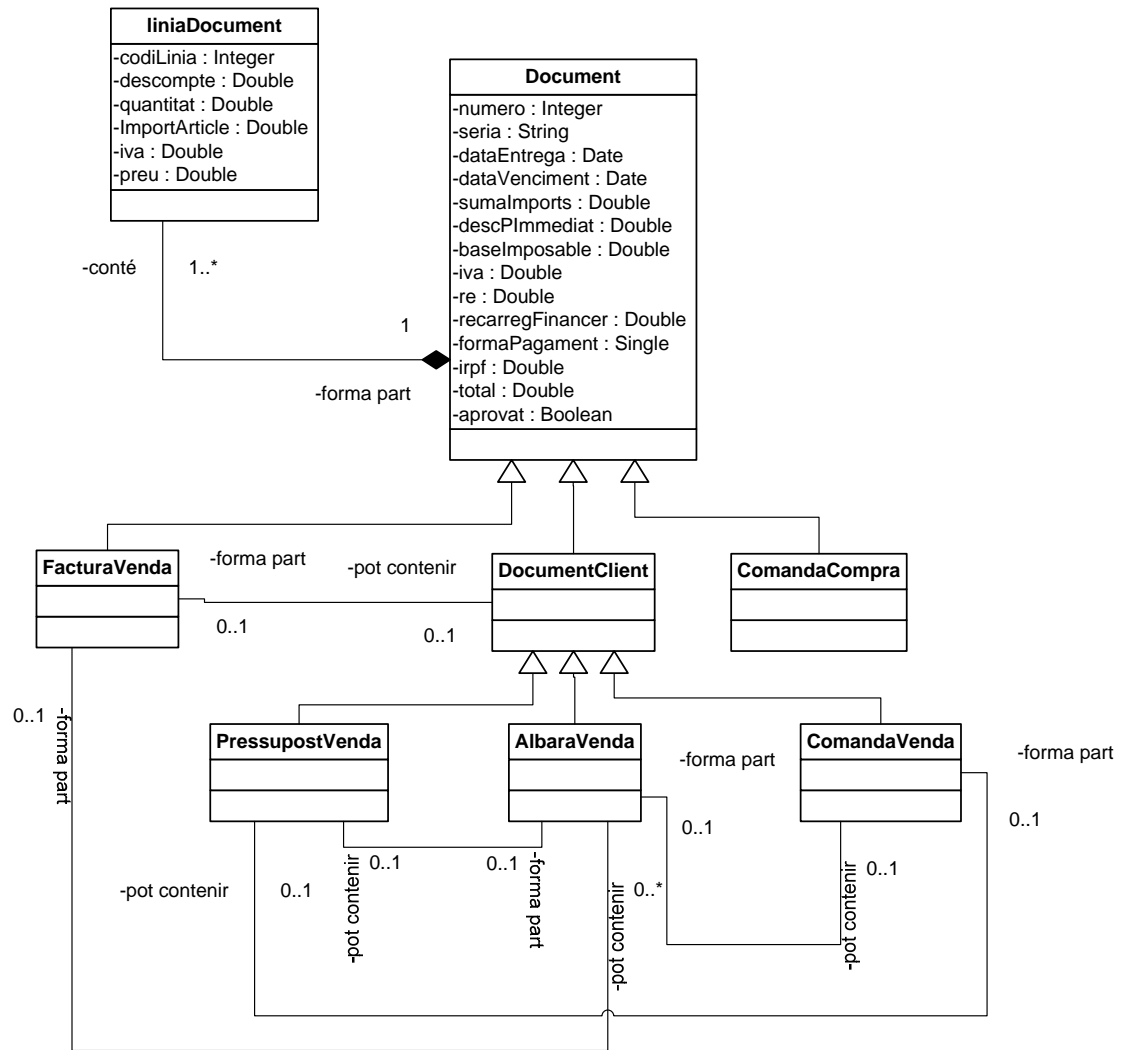 liniaDocument
-codiLinia : Integer
-descompte : Double
-quantitat : Double
-ImportArticle : Double
-iva : Double
-preu : Double
Document
-numero : Integer
-seria : String
-dataEntrega : Date
-dataVenciment : Date
-sumaImports : Double
-descPImmediat : Double
-baseImposable : Double
-iva : Double
-re : Double
-recarregFinancer : Double
-formaPagament : Single
-irpf : Double
-total : Double
-aprovat : Boolean
-conté
1..*
1
-forma part
FacturaVenda
-forma part
-pot contenir
DocumentClient
ComandaCompra
0..1
0..1
0..1
-forma part
PressupostVenda
AlbaraVenda
-forma part
ComandaVenda
-forma part
0..1
0..1
-pot contenir
0..1
0..1
-pot contenir
0..1
-forma part
-pot contenir
0..*
-pot contenir
0..1